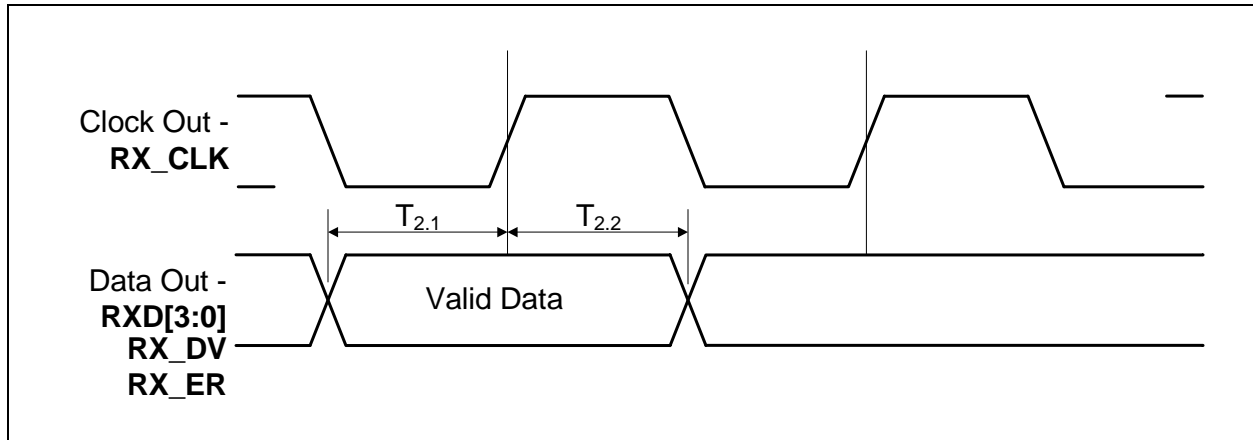 Clock Out -
RX_CLK
T2.1
T2.2
Data Out -
RXD[3:0]
RX_DV
RX_ER
Valid Data